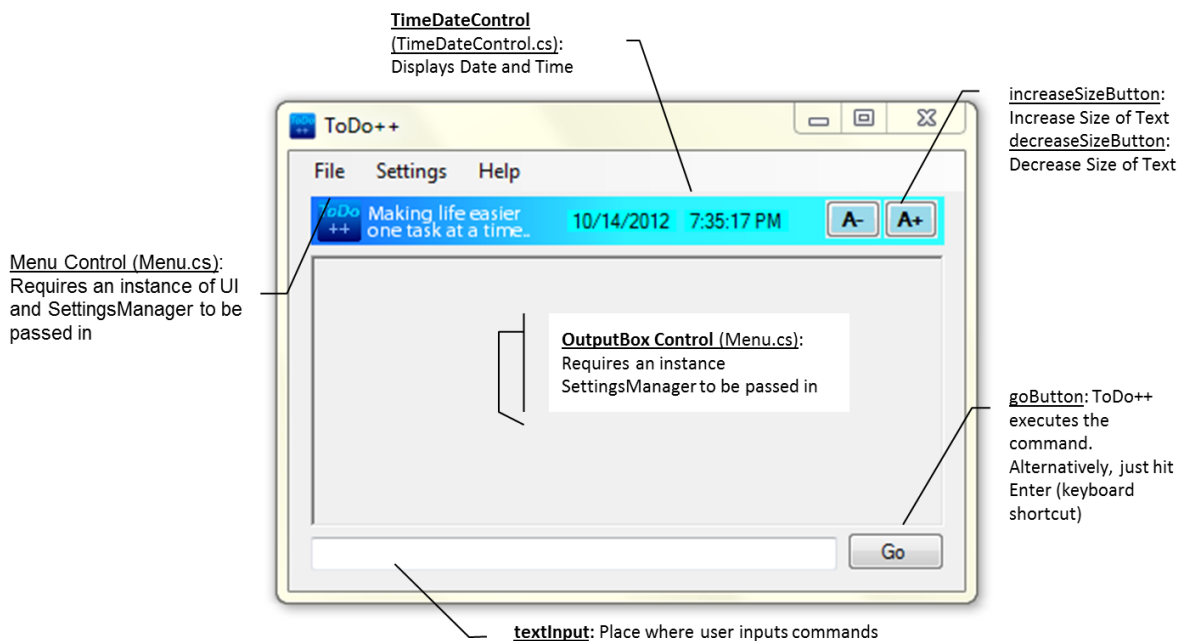 TimeDateControl
(TimeDateControl.cs):
Displays Date and Time
increaseSizeButton:
Increase Size of Text
decreaseSizeButton:
Decrease Size of Text
ToDo
++
ToDo++
File Settings Help
ToDo
++
Making life easier
one task at a time..
10/14/2012 7:35:17 PM
A- A+
Menu Control (Menu.cs):
Requires an instance of UI
and SettingsManager to be
passed in
OutputBox Control (Menu.cs):
Requires an instance
SettingsManager to be passed in
goButton: ToDo++
executes the
command.
Alternatively, just hit
Enter (keyboard
shortcut)
Go
textInput: Place where user inputs commands